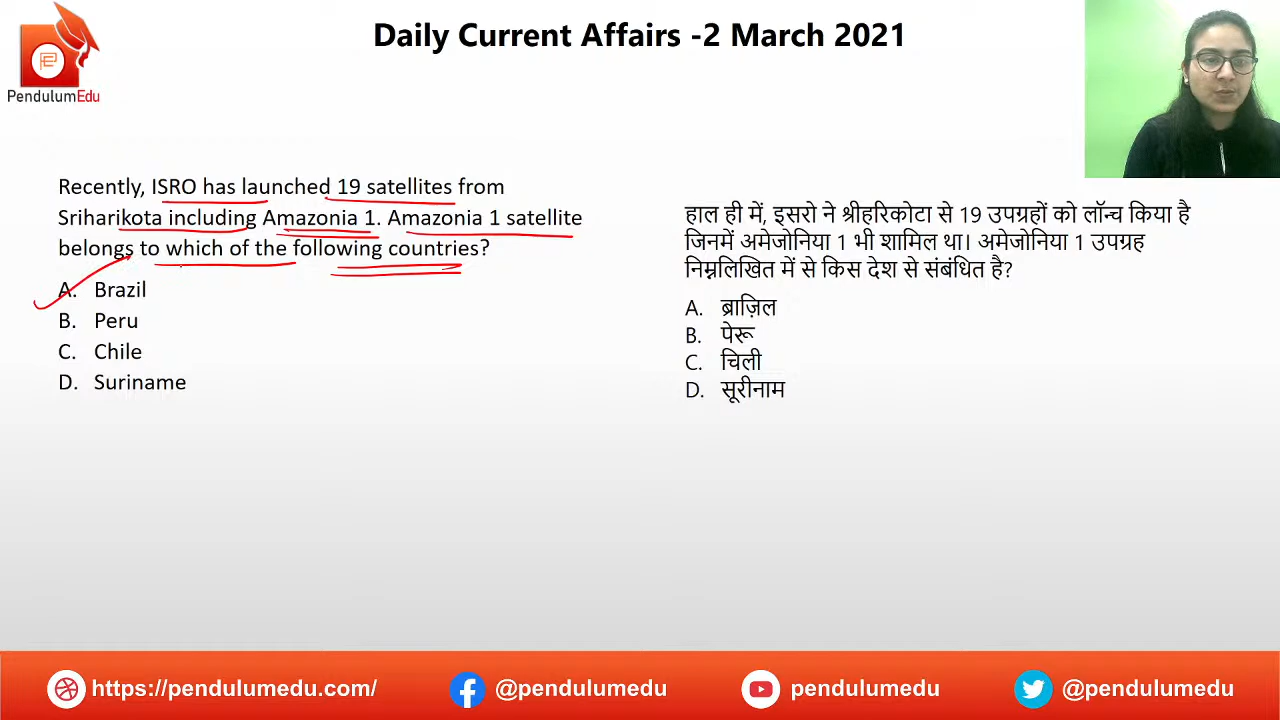 Daily Current Affairs -2 March 2021
PendulumEdu
Recently, ISRO has launched 19 satellites from
Sriharikota including Amazonia 1. Amazonia 1 satellite
belongs to which of the following countries?
A. Brazil
B. Peru
C. Chile
D. Suriname
हाल ही में, इसरो ने श्रीहरिकोटा से 19 उपग्रहों को लॉन्च किया है
जिनमें अमेजोनिया 1 भी शामिल था। अमेजोनिया 1 उपग्रह
निम्नलिखित में से किस देश से संबंधित है?
A. ब्राज़िल
B. पेरू
C. चिली
D. सूरीनाम
https://pendulumedu.com/
@pendulumedu
pendulumedu
@pendulumedu